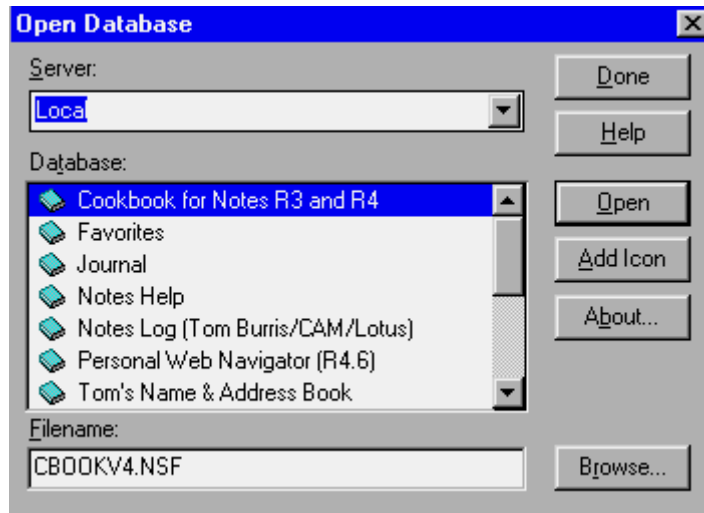 Open Database
Server:
Local
Done
Help
Database:
Cookbook for Notes R3 and R4
Favorites
Journal
Notes Help
Notes Log (Tom Burris/CAM/Lotus)
Personal Web Navigator (R4.6)
Tom's Name & Address Book
Open
Add Icon
About...
Filename:
CBOOKV4.NSF
Browse...